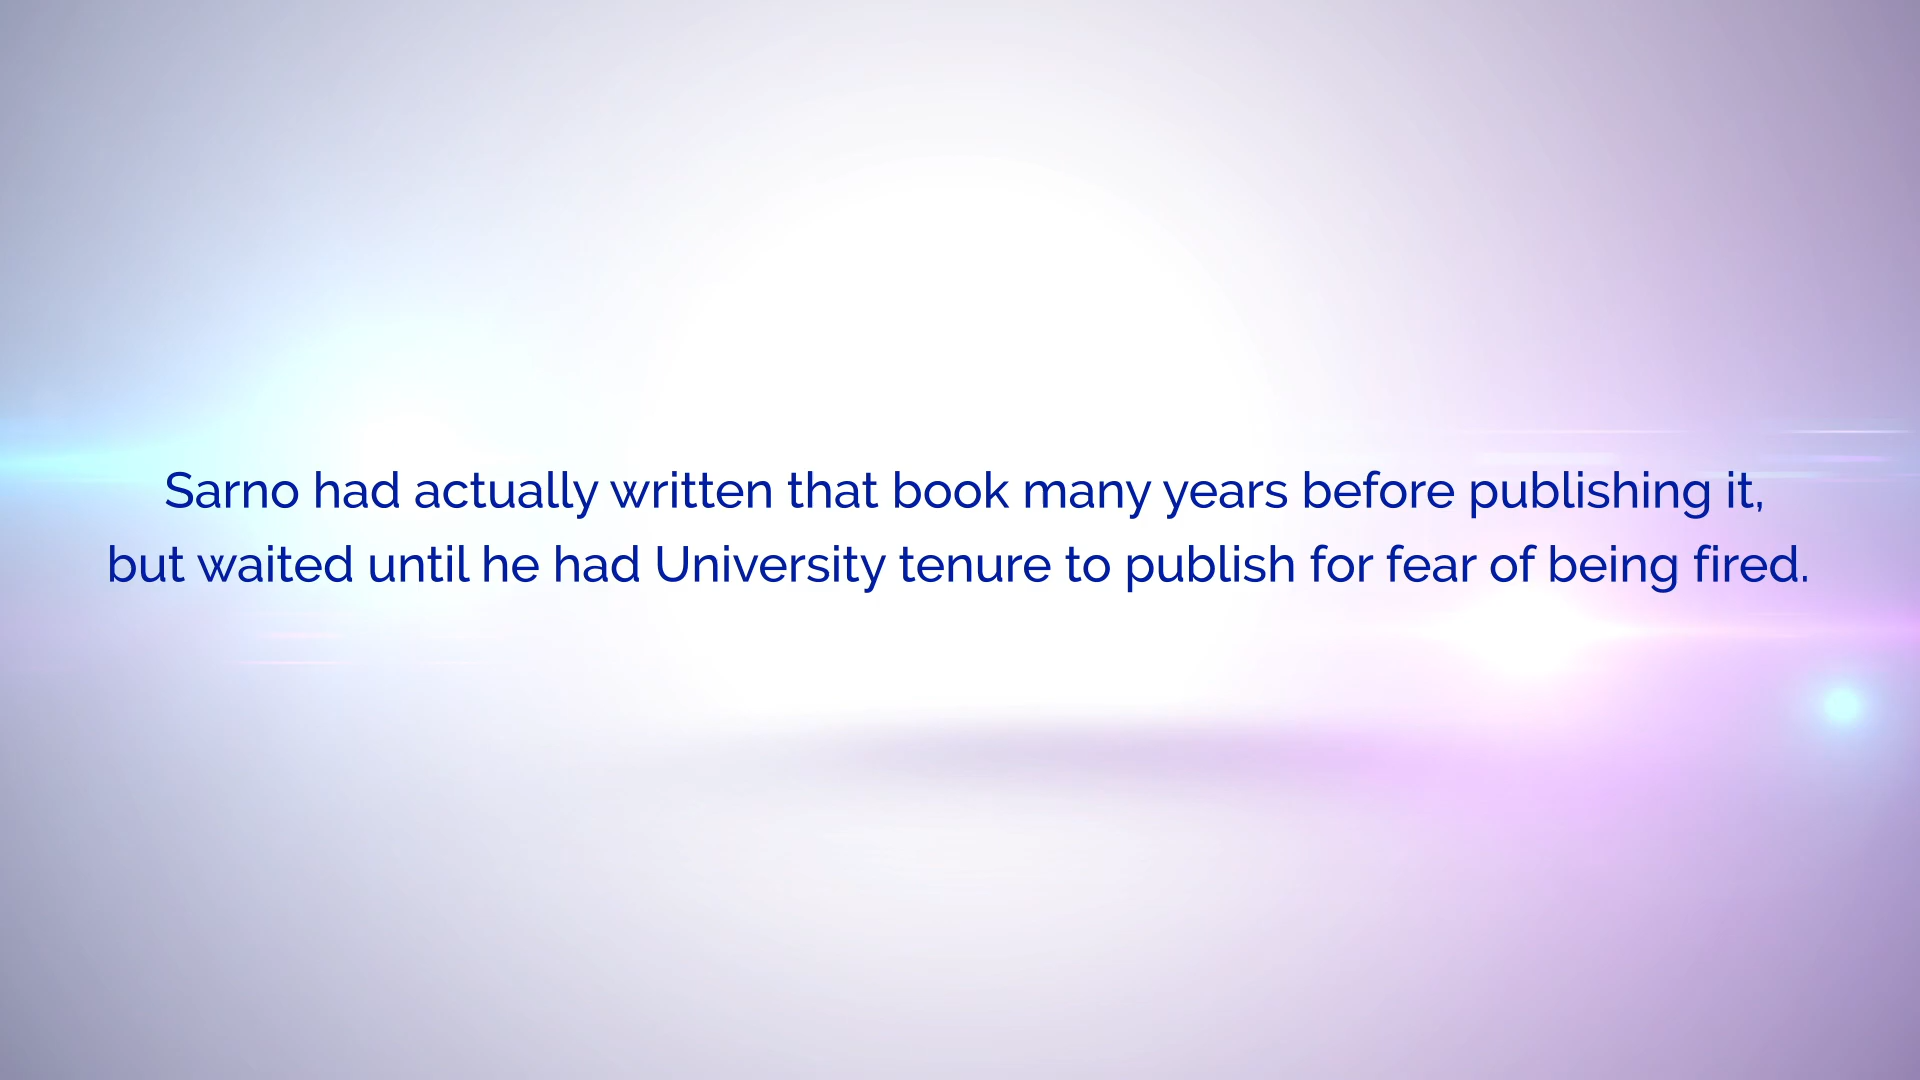 Sarno had actually written that book many years before publishing it,
but waited until he had University tenure to publish for fear of being fired.